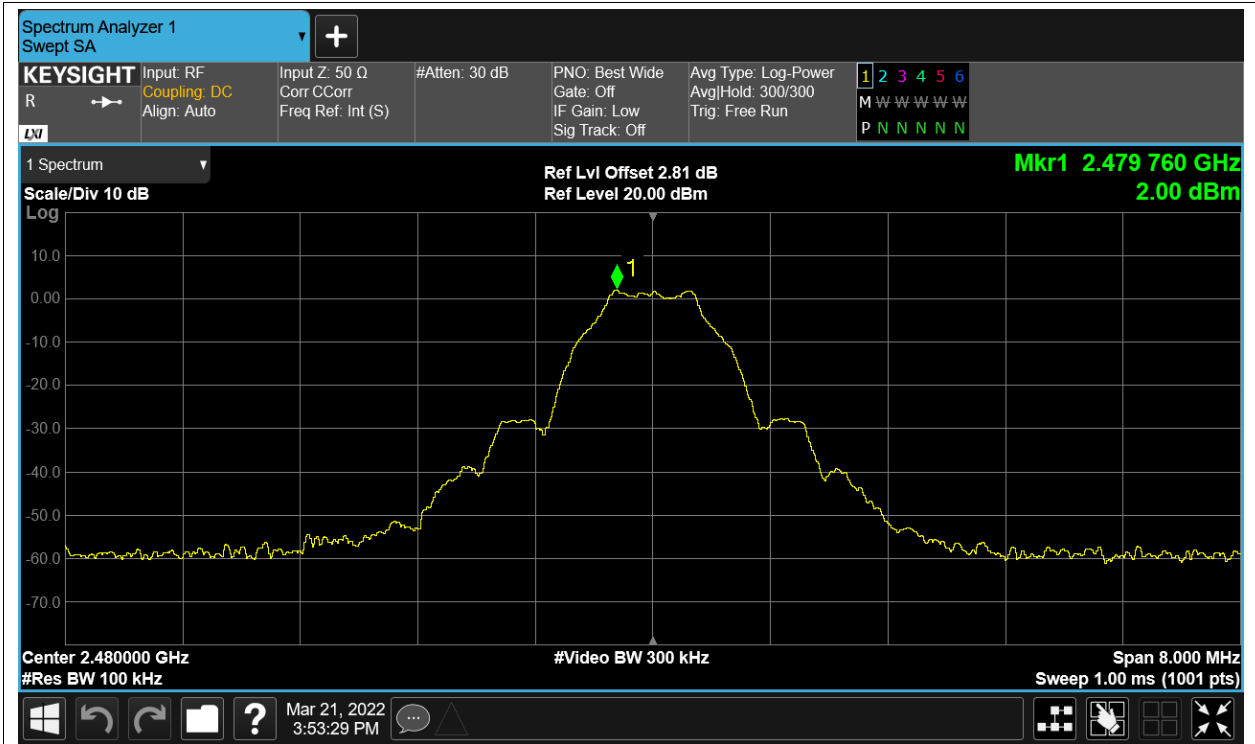 Spectrum Analyzer 1
Swept SA
KEYSIGHT
R
LXI
Input: RF
Coupling: DC
Align: Auto
Input Z: 50 Ω
Corr CCorr
Freq Ref: Int (S)
#Atten: 30 dB
PNO: Best Wide
Gate: Off
IF Gain: Low
Sig Track: Off
Avg Type: Log-Power
Avg|Hold: 300/300
Trig: Free Run
1 2 3 4 5 6
M W W W W W
P N N N N N
1 Spectrum
Scale/Div 10 dB
Log
Ref Lvl Offset 2.81 dB
Ref Level 20.00 dBm
Mkr1 2.479 760 GHz
2.00 dBm
10.0
1
0.00
-10.0
-20.0
-30.0
-40.0
-50.0
-60.0
-70.0
Center 2.480000 GHz
#Video BW 300 kHz
Span 8.000 MHz
#Res BW 100 kHz
Sweep 1.00 ms (1001 pts)
?
Mar 21, 2022
3:53:29 PM